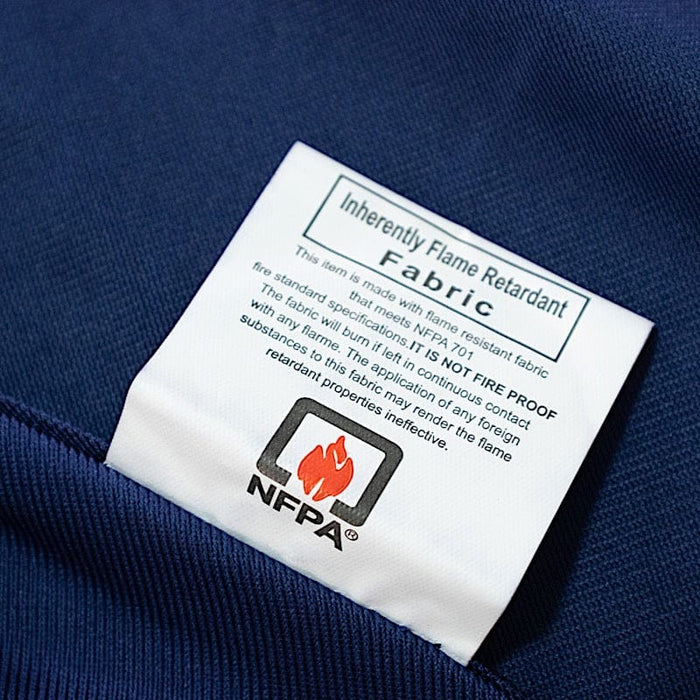 Inherently Flame Retardant
Fabric
This item is made with flame resistant fabric
that meets NFPA 701
fire standard specifications.IT IS NOT FIRE PROOF
The fabric will burn if left in continuous contact
with any flarme. The application of any foreign
substances to this fabric may render the flame
retardant properties ineffective.
NFPA®